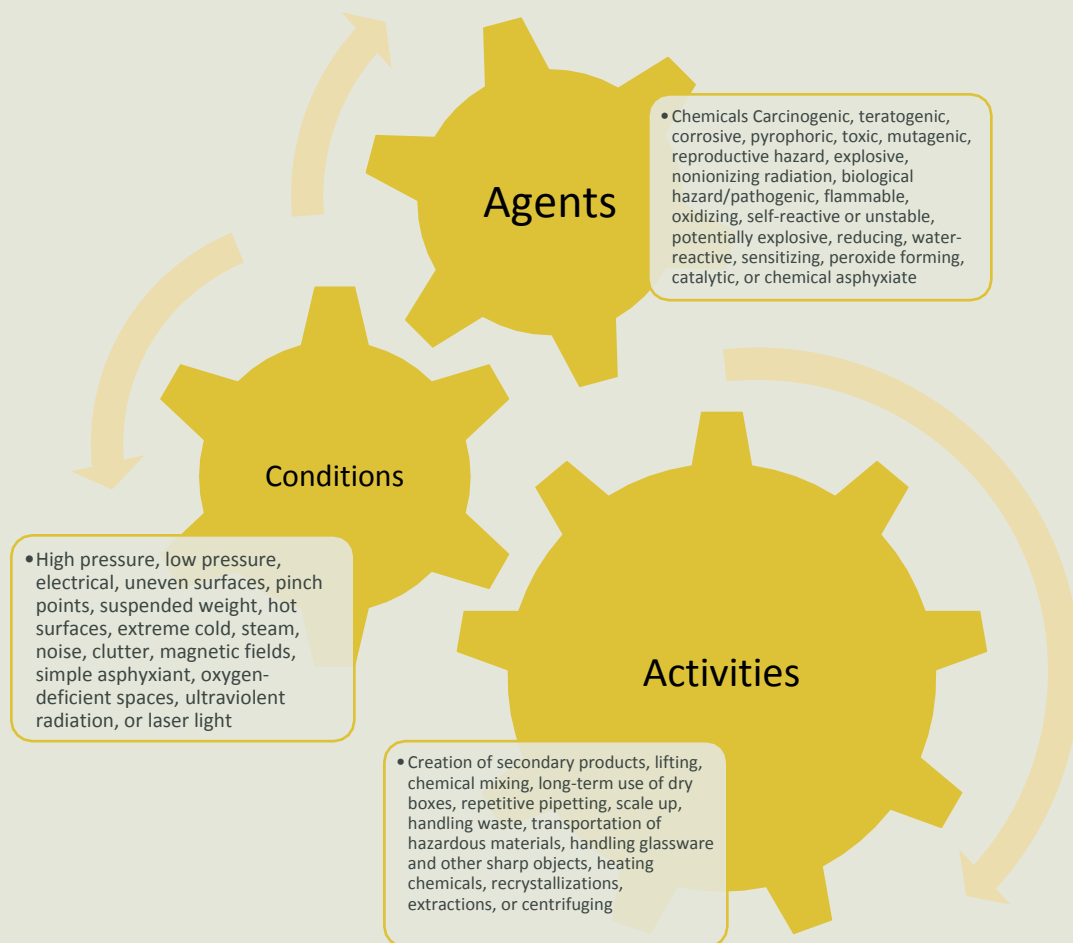 Agents
• Chemicals Carcinogenic, teratogenic,
corrosive, pyrophoric, toxic, mutagenic,
reproductive hazard, explosive,
nonionizing radiation, biological
hazard/pathogenic, flammable,
oxidizing, self-reactive or unstable,
potentially explosive, reducing, water-
reactive, sensitizing, peroxide forming,
catalytic, or chemical asphyxiate
Conditions
• High pressure, low pressure,
electrical, uneven surfaces, pinch
points, suspended weight, hot
surfaces, extreme cold, steam,
noise, clutter, magnetic fields,
simple asphyxiant, oxygen-
deficient spaces, ultraviolent
radiation, or laser light
Activities
• Creation of secondary products, lifting,
chemical mixing, long-term use of dry
boxes, repetitive pipetting, scale up,
handling waste, transportation of
hazardous materials, handling glassware
and other sharp objects, heating
chemicals, recrystallizations,
extractions, or centrifuging